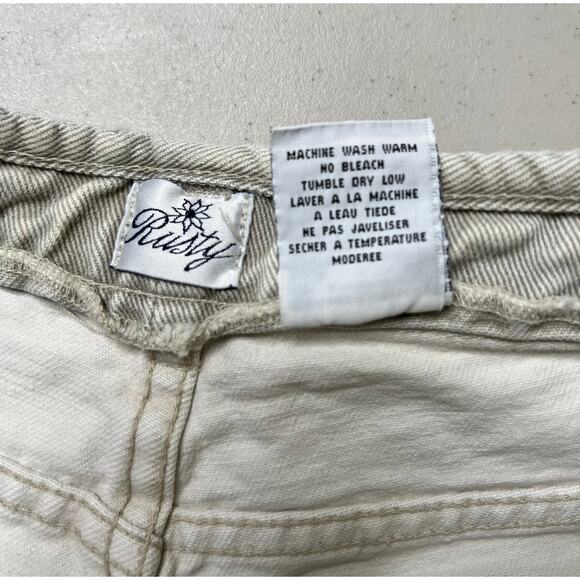 Rusty
MACHINE WASH WARM
NO BLEACH
TUMBLE DRY LOW
LAVER A LA MACHINE
A LEAU TIEDE
NE PAS JAVELISER
SECHER A TEMPERATURE
MODEREE